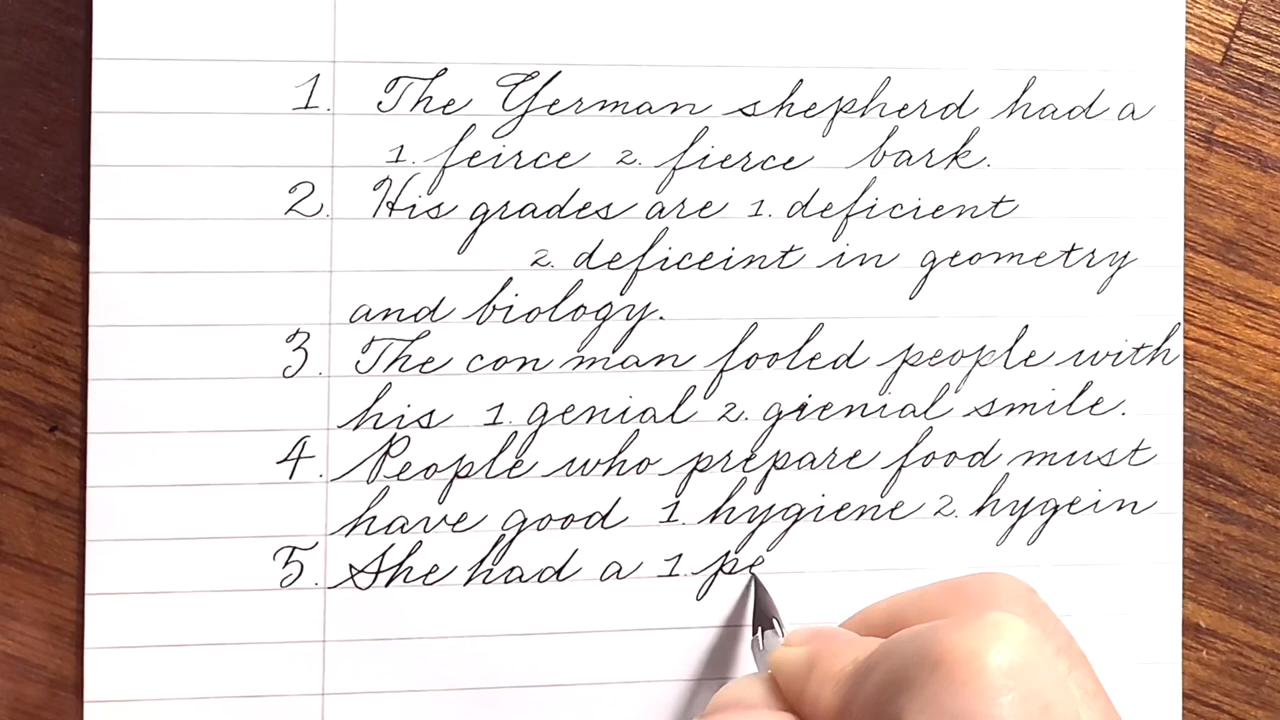 1. The German shepherd had a
1. feirce 2. fierce bark.
2. His grades are 1. deficient
2. deficeint in geometry
and biology.
3. The con man fooled people with
his 1. genial 2. gienial smile.
4. People who prepare food must
have good 1. hygiene 2. hygein
5. She had a 1. pe